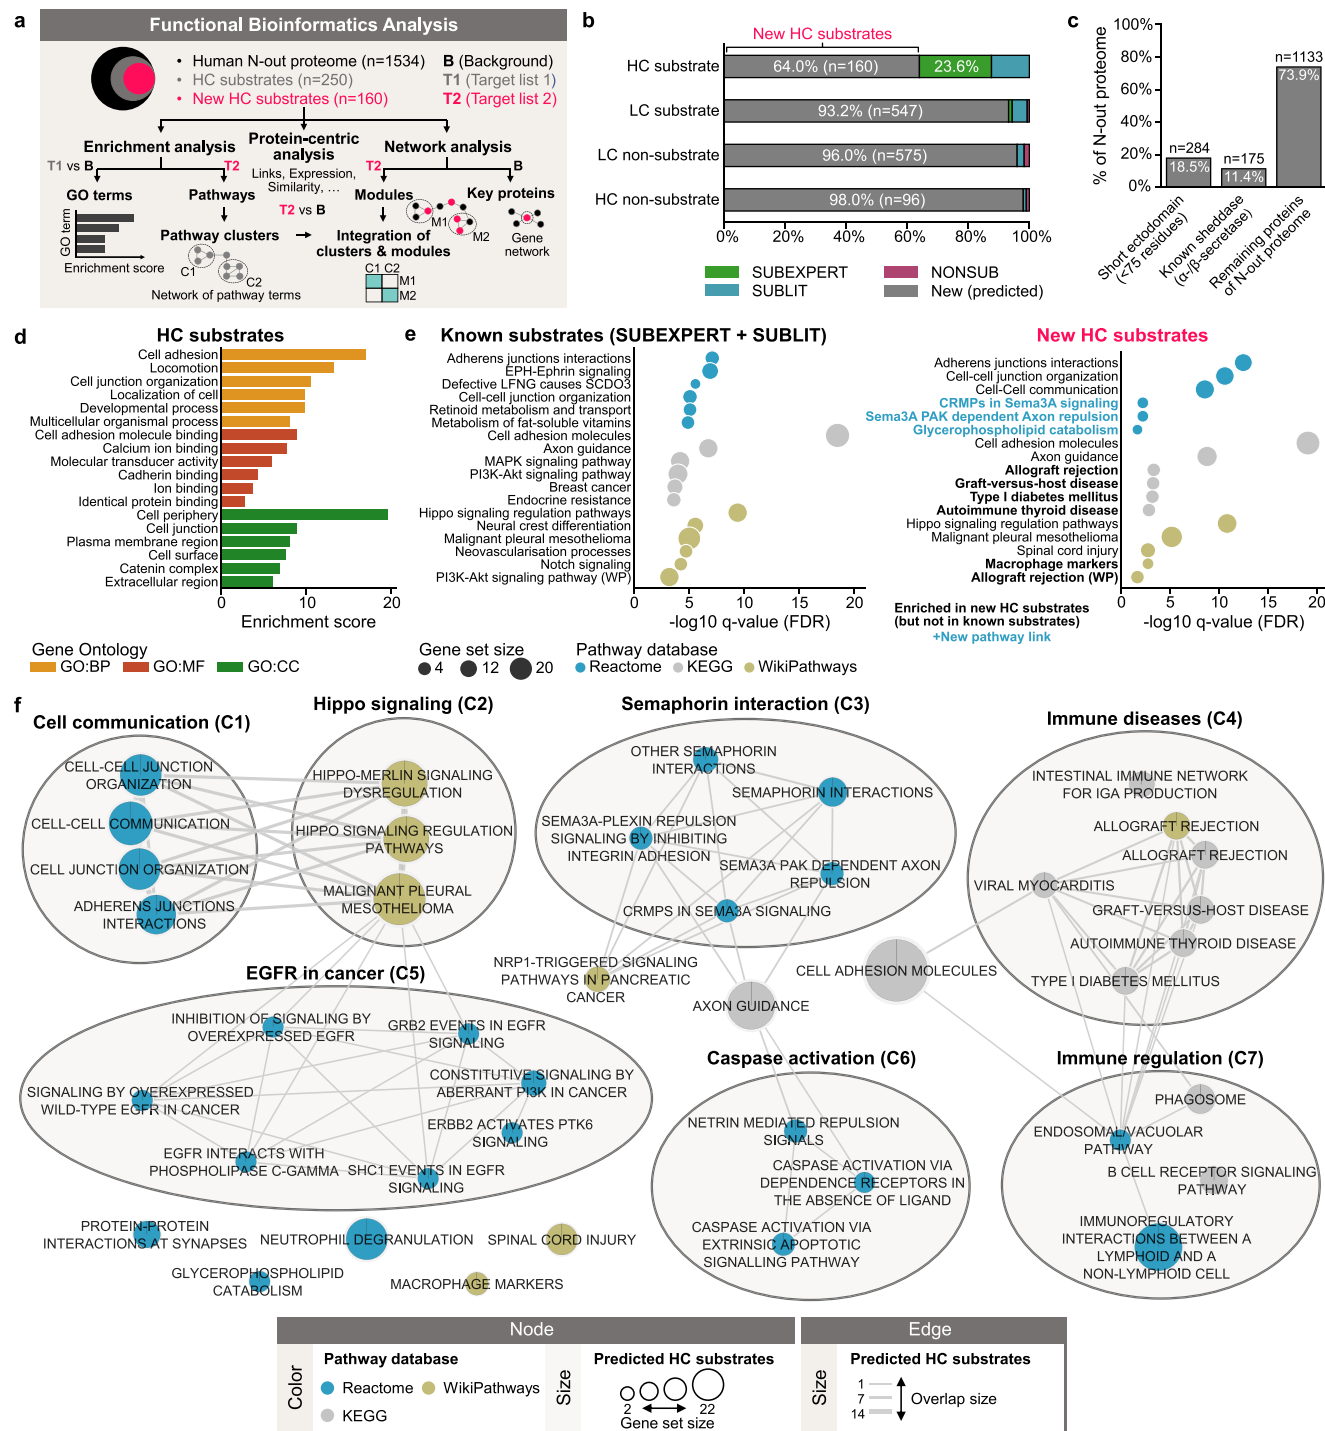 a
Functional Bioinformatics Analysis
• Human N-out proteome (n=1534)
B (Background)
• HC substrates (n=250)
T1 (Target list 1)
• New HC substrates (n=160)
T2 (Target list 2)
Enrichment analysis
Protein-centric
analysis
Links, Expression,
Similarity, ...
Network analysis
T1 vs B
T2
T2
B
GO terms
Pathways
Modules
Key proteins
T2 vs B
GO term
Enrichment score
Pathway clusters
C1
C2
Network of pathway terms
Integration of
clusters & modules
M1
M2
Gene
network
C1 C2
M1
M2
b
New HC substrates
HC substrate
64.0% (n=160)
23.6%
LC substrate
93.2% (n=547)
LC non-substrate
96.0% (n=575)
HC non-substrate
98.0% (n=96)
0% 20% 40% 60% 80% 100%
SUBEXPERT
NONSUB
SUBLIT
New (predicted)
c
% of N-out proteome
100%
80%
60%
40%
20%
0%
n=284
18.5%
n=175
11.4%
n=1133
73.9%
Short ectodomain
(<75 residues)
Known sheddase
(α-/β-secretase)
Remaining proteins
of N-out proteome
d
HC substrates
Cell adhesion
Locomotion
Cell junction organization
Localization of cell
Developmental process
Multicellular organismal process
Cell adhesion molecule binding
Calcium ion binding
Molecular transducer activity
Cadherin binding
Ion binding
Identical protein binding
Cell periphery
Cell junction
Plasma membrane region
Cell surface
Catenin complex
Extracellular region
0 10 20
Enrichment score
Gene Ontology
GO:BP GO:MF GO:CC
e
Known substrates (SUBEXPERT + SUBLIT)
Adherens junctions interactions
EPH-Ephrin signaling
Defective LFNG causes SCDO3
Cell-cell junction organization
Retinoid metabolism and transport
Metabolism of fat-soluble vitamins
Cell adhesion molecules
Axon guidance
MAPK signaling pathway
PI3K-Akt signaling pathway
Breast cancer
Endocrine resistance
Hippo signaling regulation pathways
Neural crest differentiation
Malignant pleural mesothelioma
Neovascularisation processes
Notch signaling
PI3K-Akt signaling pathway (WP)
0 5 10 15 20
-log10 q-value (FDR)
New HC substrates
Adherens junctions interactions
Cell-cell junction organization
Cell-Cell communication
CRMPs in Sema3A signaling
Sema3A PAK dependent Axon repulsion
Glycerophospholipid catabolism
Cell adhesion molecules
Axon guidance
Allograft rejection
Graft-versus-host disease
Type I diabetes mellitus
Autoimmune thyroid disease
Hippo signaling regulation pathways
Malignant pleural mesothelioma
Spinal cord injury
Macrophage markers
Allograft rejection (WP)
0 5 10 15 20
-log10 q-value (FDR)
Enriched in new HC substrates
(but not in known substrates)
+New pathway link
Gene set size
4 12 20
Pathway database
Reactome KEGG WikiPathways
f
Cell communication (C1)
CELL-CELL JUNCTION
ORGANIZATION
CELL-CELL COMMUNICATION
CELL JUNCTION ORGANIZATION
ADHERENS JUNCTIONS
INTERACTIONS
Hippo signaling (C2)
HIPPO-MERLIN SIGNALING
DYSREGULATION
HIPPO SIGNALING REGULATION
PATHWAYS
MALIGNANT PLEURAL
MESOTHELIOMA
Semaphorin interaction (C3)
OTHER SEMAPHORIN
INTERACTIONS
SEMAPHORIN INTERACTIONS
SEMA3A-PLEXIN REPULSION
SIGNALING BY INHIBITING
INTEGRIN ADHESION
SEMA3A PAK DEPENDENT AXON
REPULSION
CRMPS IN SEMA3A SIGNALING
Immune diseases (C4)
INTESTINAL IMMUNE NETWORK
FOR IGA PRODUCTION
ALLOGRAFT REJECTION
ALLOGRAFT REJECTION
VIRAL MYOCARDITIS
GRAFT-VERSUS-HOST DISEASE
AUTOIMMUNE THYROID DISEASE
TYPE I DIABETES MELLITUS
NRP1-TRIGGERED SIGNALING
PATHWAYS IN PANCREATIC
CANCER
AXON GUIDANCE
CELL ADHESION MOLECULES
EGFR in cancer (C5)
INHIBITION OF SIGNALING BY
OVEREXPRESSED EGFR
GRB2 EVENTS IN EGFR
SIGNALING
SIGNALING BY OVEREXPRESSED
WILD-TYPE EGFR IN CANCER
CONSTITUTIVE SIGNALING BY
ABERRANT PI3K IN CANCER
ERBB2 ACTIVATES PTK6
SIGNALING
EGFR INTERACTS WITH
PHOSPHOLIPASE C-GAMMA
SHC1 EVENTS IN EGFR
SIGNALING
Caspase activation (C6)
NETRIN MEDIATED REPULSION
SIGNALS
CASPASE ACTIVATION VIA
DEPENDENCE RECEPTORS IN
THE ABSENCE OF LIGAND
CASPASE ACTIVATION VIA
EXTRINSIC APOPTOTIC
SIGNALLING PATHWAY
Immune regulation (C7)
PHAGOSOME
ENDOSOMAL/VACUOLAR
PATHWAY
B CELL RECEPTOR SIGNALING
PATHWAY
IMMUNOREGULATORY
INTERACTIONS BETWEEN A
LYMPHOID AND A
NON-LYMPHOID CELL
PROTEIN-PROTEIN
INTERACTIONS AT SYNAPSES
NEUTROPHIL DEGRANULATION
SPINAL CORD INJURY
GLYCEROPHOSPHOLIPID
CATABOLISM
MACROPHAGE MARKERS
Node
Edge
Color
Pathway database
Reactome WikiPathways
KEGG
Size
Predicted HC substrates
2 22
Gene set size
Size
Predicted HC substrates
1
7
14
Overlap size